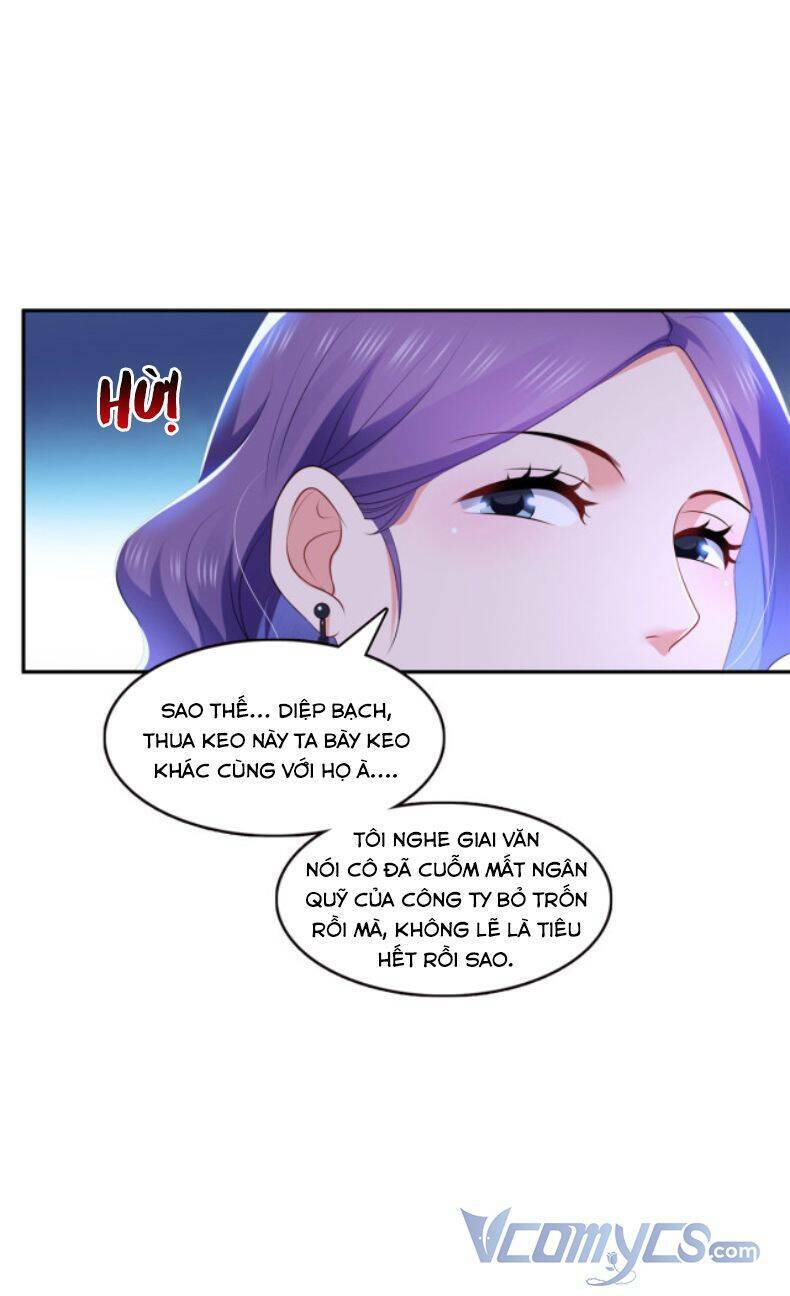 HỪ!
SAO THẾ... DIỆP BẠCH,
THUA KEO NÀY TA BÀY KEO
KHÁC CÙNG VỚI HỌ À....
TÔI NGHE GIAI VĂN
NÓI CÔ ĐÃ CUỖM MẤT NGÂN
QUỸ CỦA CÔNG TY BỎ TRỐN
RỒI MÀ, KHÔNG LẼ LÀ TIÊU
HẾT RỒI SAO.
VCOMYCS.com